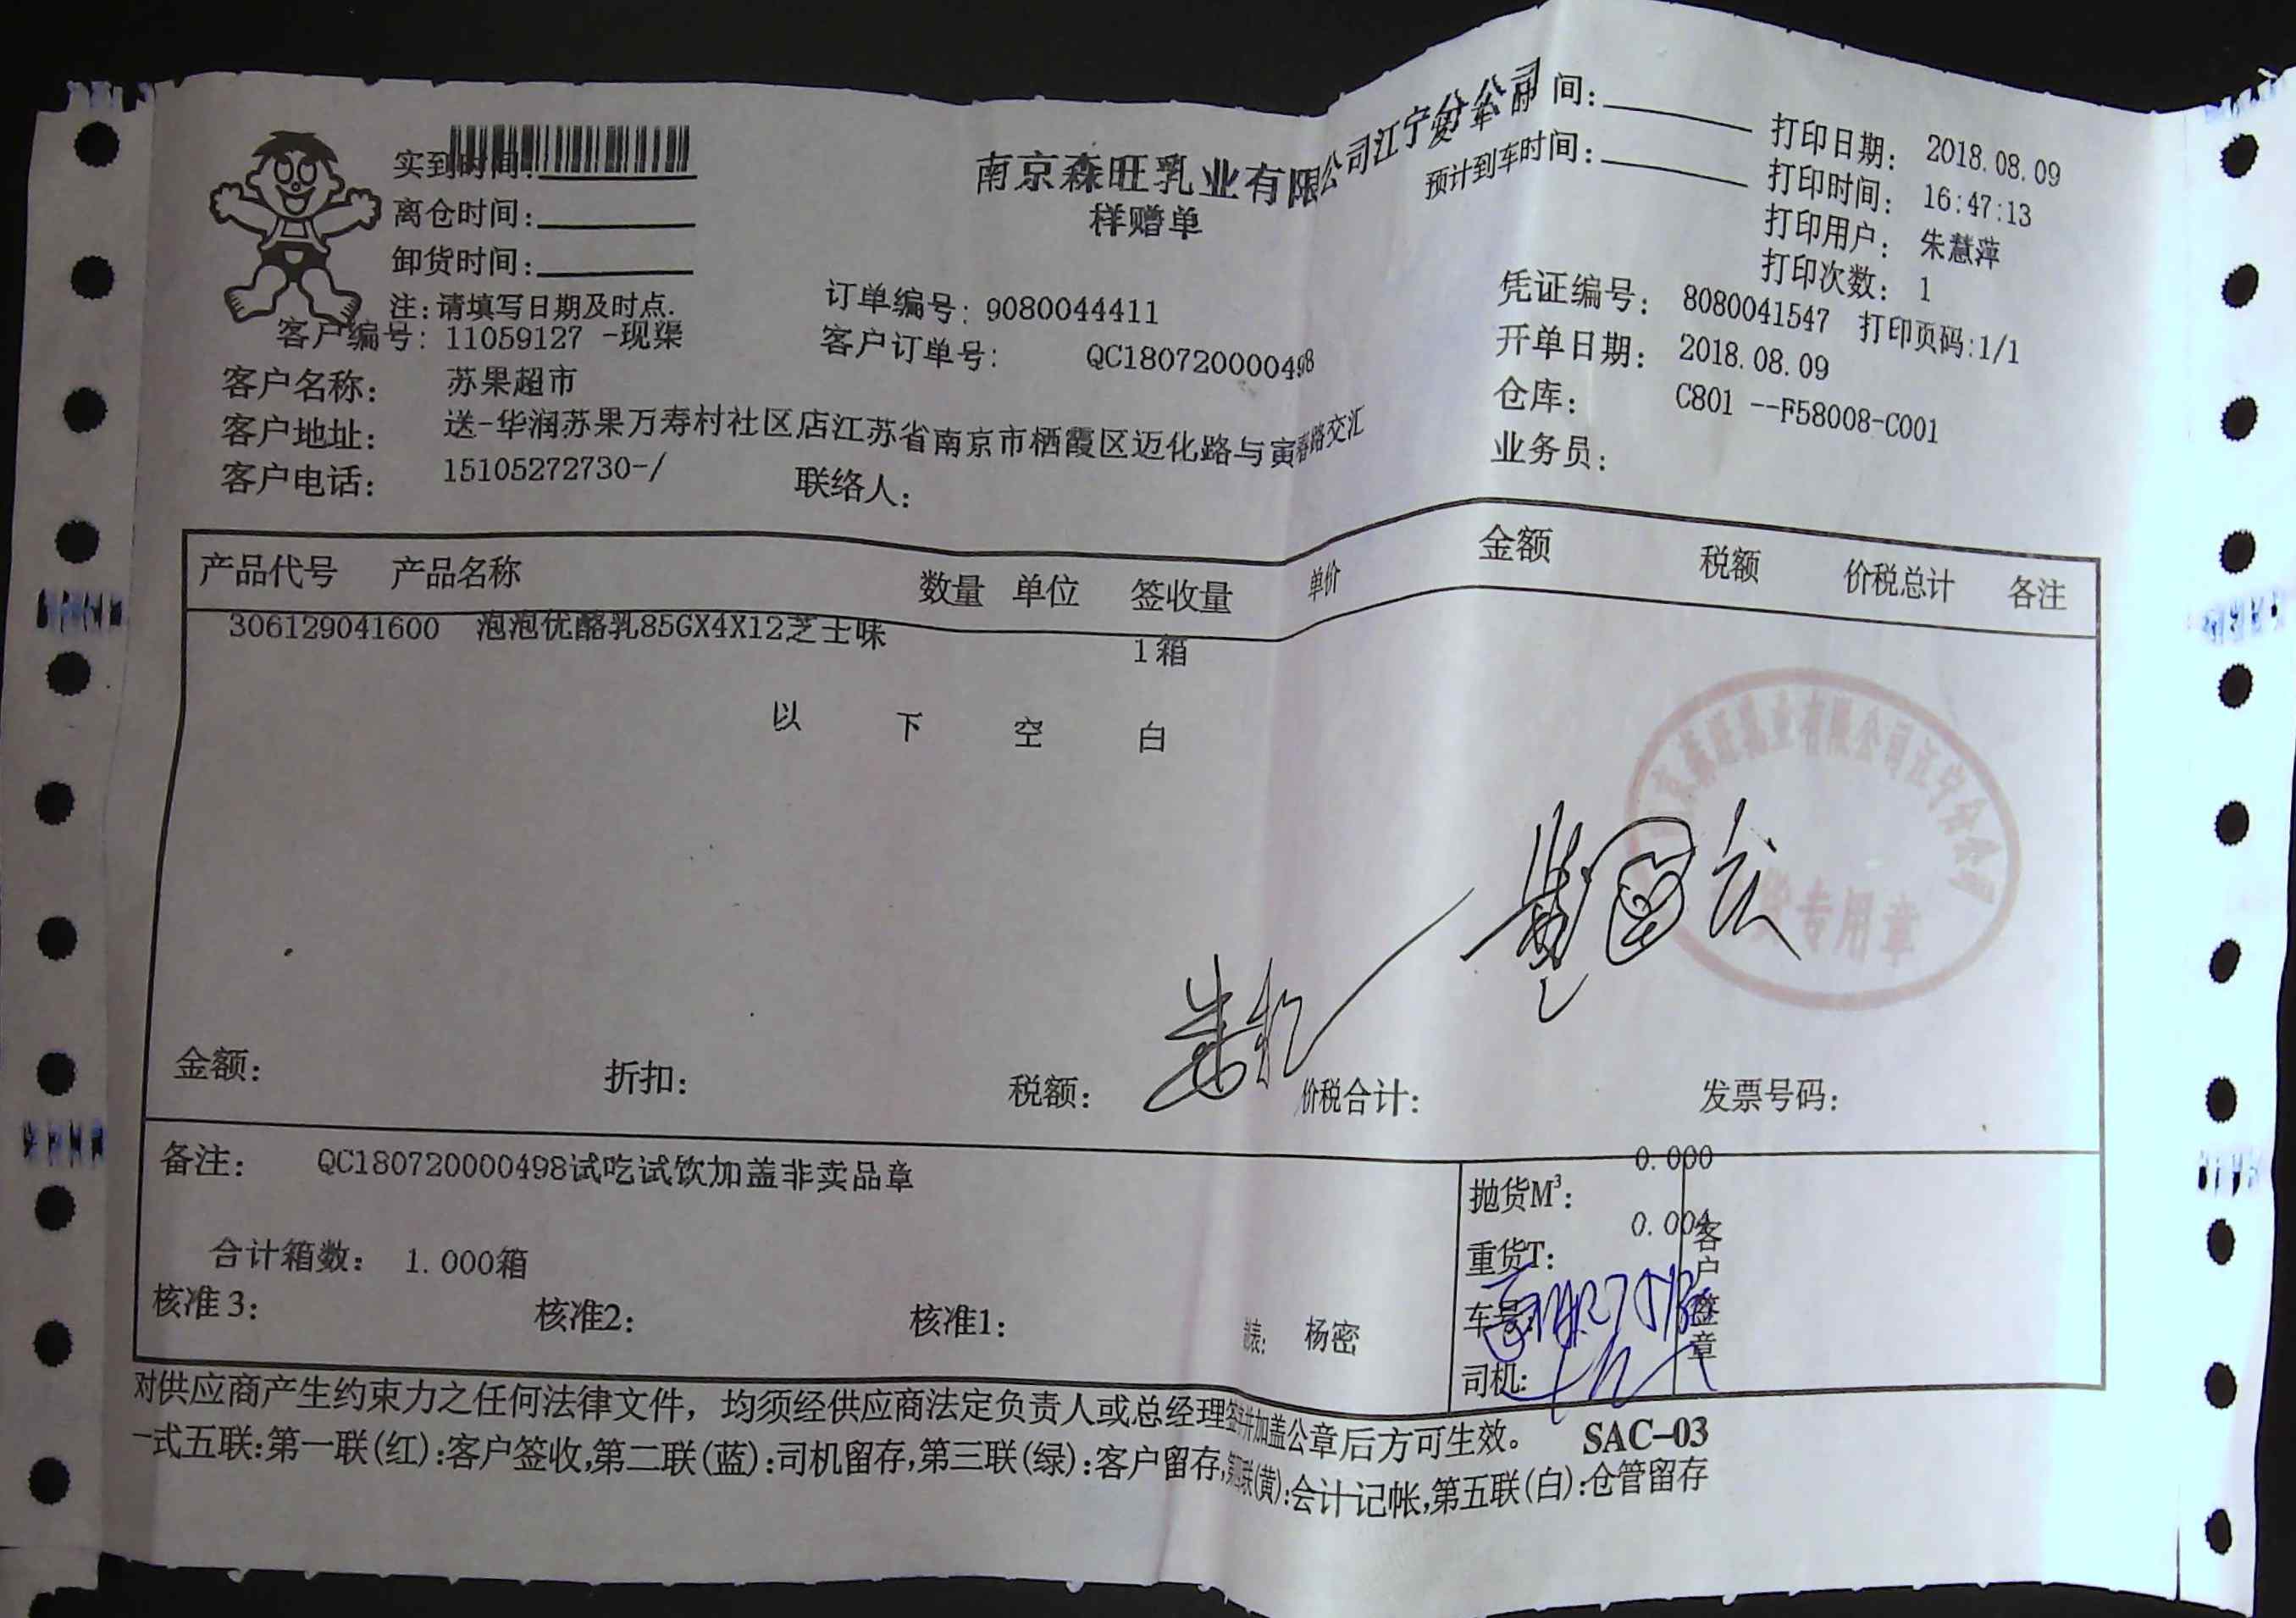 实到时间:
离仓时间:
卸货时间:
注:请填写日期及时点.
南京森旺乳业有限公司江宁分公司
样赠单
间:
预计到车时间:
打印日期: 2018.08.09
打印时间: 16:47:13
打印用户: 朱慧萍
打印次数: 1
客户编号: 11059127 -现渠
订单编号: 9080044411
凭证编号: 8080041547 打印页码:1/1
客户名称: 苏果超市
客户订单号: QC180720000498
开单日期: 2018.08.09
客户地址: 送-华润苏果万寿村社区店江苏省南京市栖霞区迈化路与寅春路交汇
仓库: C801 --F58008-C001
客户电话: 15105272730-/ 联络人:
业务员:
产品代号 产品名称 数量 单位 签收量 单价 金额 税额 价税总计 各注
306129041600 泡泡优酪乳85GX4X12芝士味 1箱
以 下 空 白
专用章
金额: 折扣: 税额: 价税合计: 发票号码:
备注: QC180720000498试吃试饮加盖非卖品章
合计箱数: 1.000箱
核准3: 核准2: 核准1: 制表: 杨密
抛货M³: 0.000
重货T: 0.004
车号:
司机:
客户签章
对供应商产生约束力之任何法律文件，均须经供应商法定负责人或总经理签字并加盖公章后方可生效。 SAC-03
一式五联:第一联(红):客户签收,第二联(蓝):司机留存,第三联(绿):客户留存,第四联(黄):会计记帐,第五联(白):仓管留存